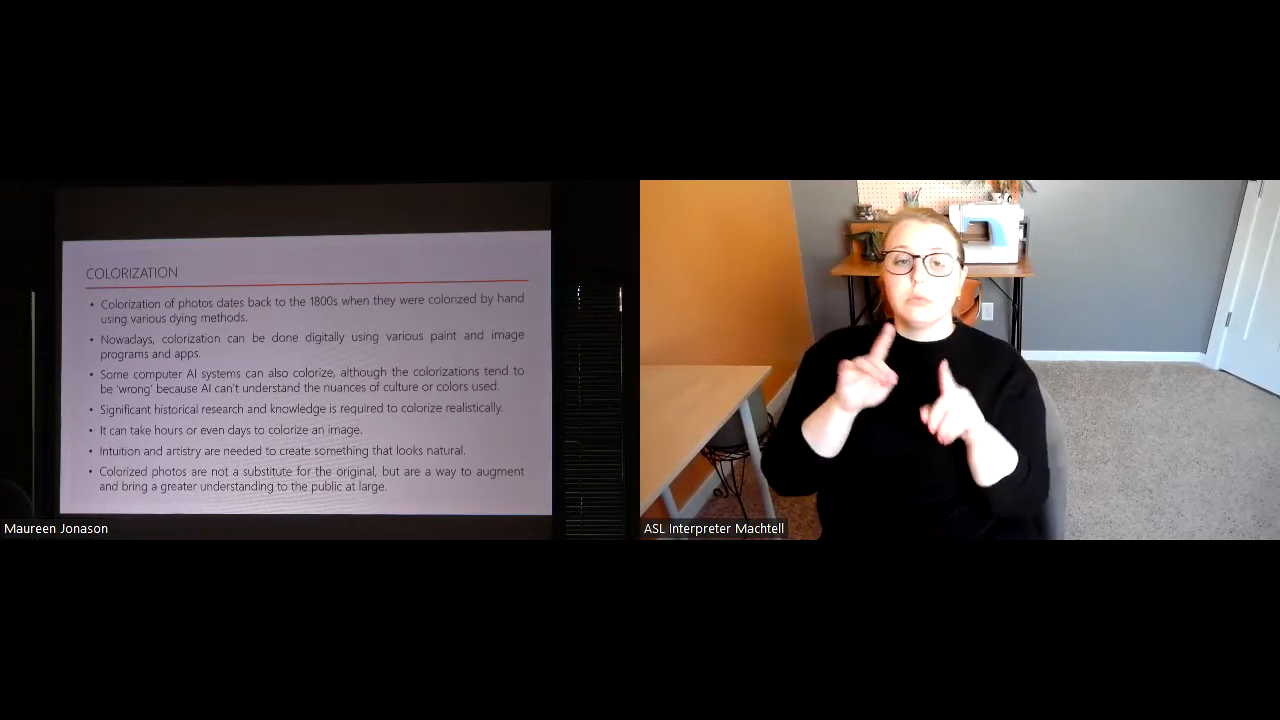 COLORIZATION
• Colorization of photos dates back to the 1800s when they were colorized by hand
using various dying methods.
• Nowadays, colorization can be done digitally using various paint and image
programs and apps.
• Some computer AI systems can also colorize, although the colorizations tend to
be 'wrong' because AI can't understand the nuances of culture or colors used.
• Significant historical research and knowledge is required to colorize realistically.
• It can take hours or even days to colorize an image.
• Intuition and artistry are needed to create something that looks natural.
• Colorized photos are not a substitute for the original, but are a way to augment
and bring a greater understanding to the public at large.
Maureen Jonason
ASL Interpreter Machtell